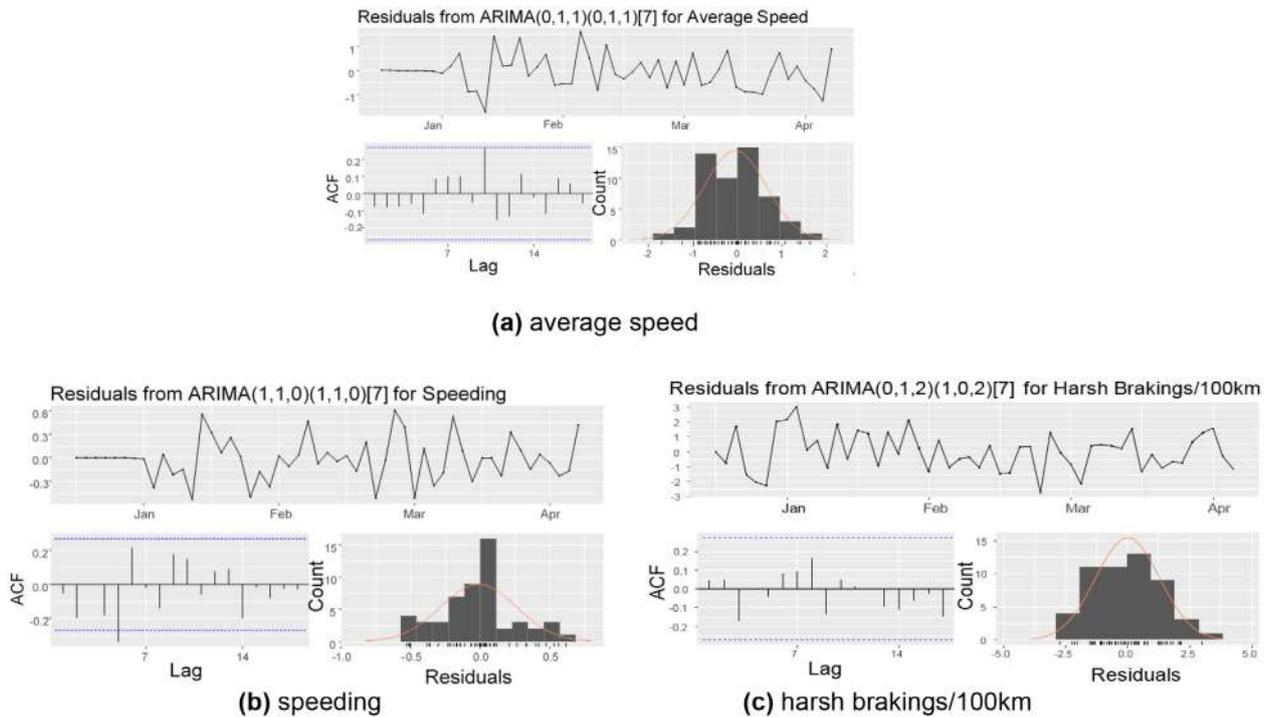 Residuals from ARIMA(0,1,1)(0,1,1)[7] for Average Speed
1
0
-1
Jan Feb Mar Apr
ACF
0.2
0.1
0.0
-0.1
-0.2
7 14
Lag
Count
15
10
5
0
-2 -1 0 1 2
Residuals
(a) average speed
Residuals from ARIMA(1,1,0)(1,1,0)[7] for Speeding
0.6
0.3
0.0
-0.3
Jan Feb Mar Apr
ACF
0.2
0.0
-0.2
7 14
Lag
Count
15
10
5
0
-1.0 -0.5 0.0 0.5
Residuals
(b) speeding
Residuals from ARIMA(0,1,2)(1,0,2)[7] for Harsh Brakings/100km
3
2
1
0
-1
-2
-3
Jan Feb Mar Apr
ACF
0.2
0.1
0.0
-0.1
-0.2
7 14
Lag
Count
15
10
5
0
-5.0 -2.5 0.0 2.5 5.0
Residuals
(c) harsh brakings/100km